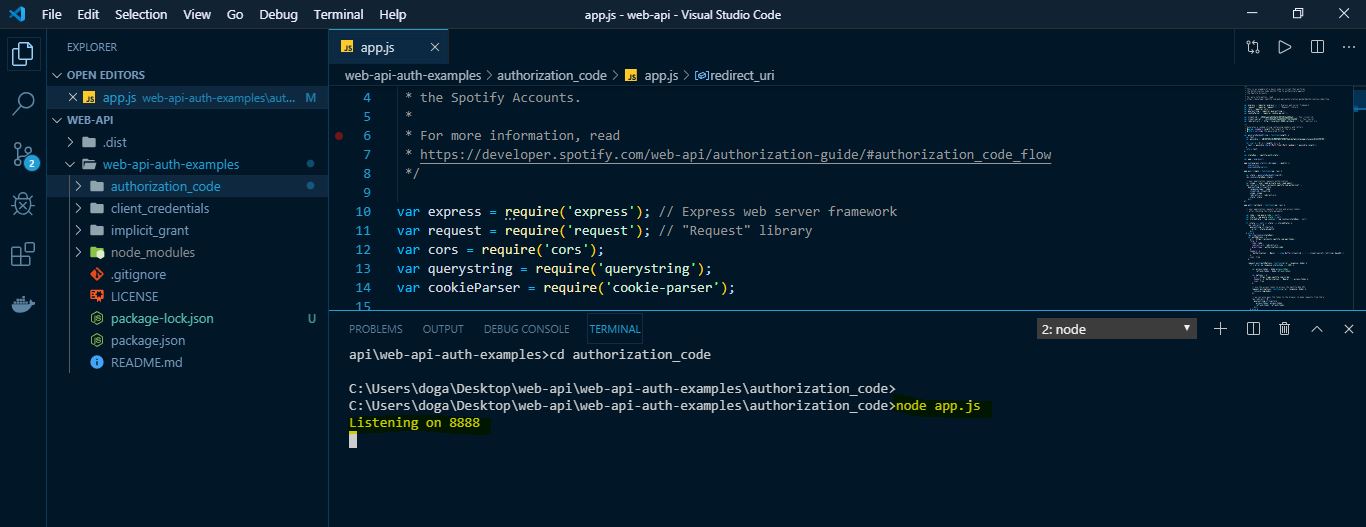 File Edit Selection View Go Debug Terminal Help app.js - web-api - Visual Studio Code
EXPLORER
OPEN EDITORS
app.js web-api-auth-examples\aut... M
WEB-API
.dist
web-api-auth-examples
authorization_code
client_credentials
implicit_grant
node_modules
.gitignore
LICENSE
package-lock.json U
package.json
README.md
2
app.js
web-api-auth-examples > authorization_code > app.js > redirect_uri
4 * the Spotify Accounts.
5 *
6 * For more information, read
7 * https://developer.spotify.com/web-api/authorization-guide/#authorization_code_flow
8 */
9
10 var express = require('express'); // Express web server framework
11 var request = require('request'); // "Request" library
12 var cors = require('cors');
13 var querystring = require('querystring');
14 var cookieParser = require('cookie-parser');
15
PROBLEMS OUTPUT DEBUG CONSOLE TERMINAL 2: node
api\web-api-auth-examples>cd authorization_code
C:\Users\doga\Desktop\web-api\web-api-auth-examples\authorization_code>
C:\Users\doga\Desktop\web-api\web-api-auth-examples\authorization_code>node app.js
Listening on 8888